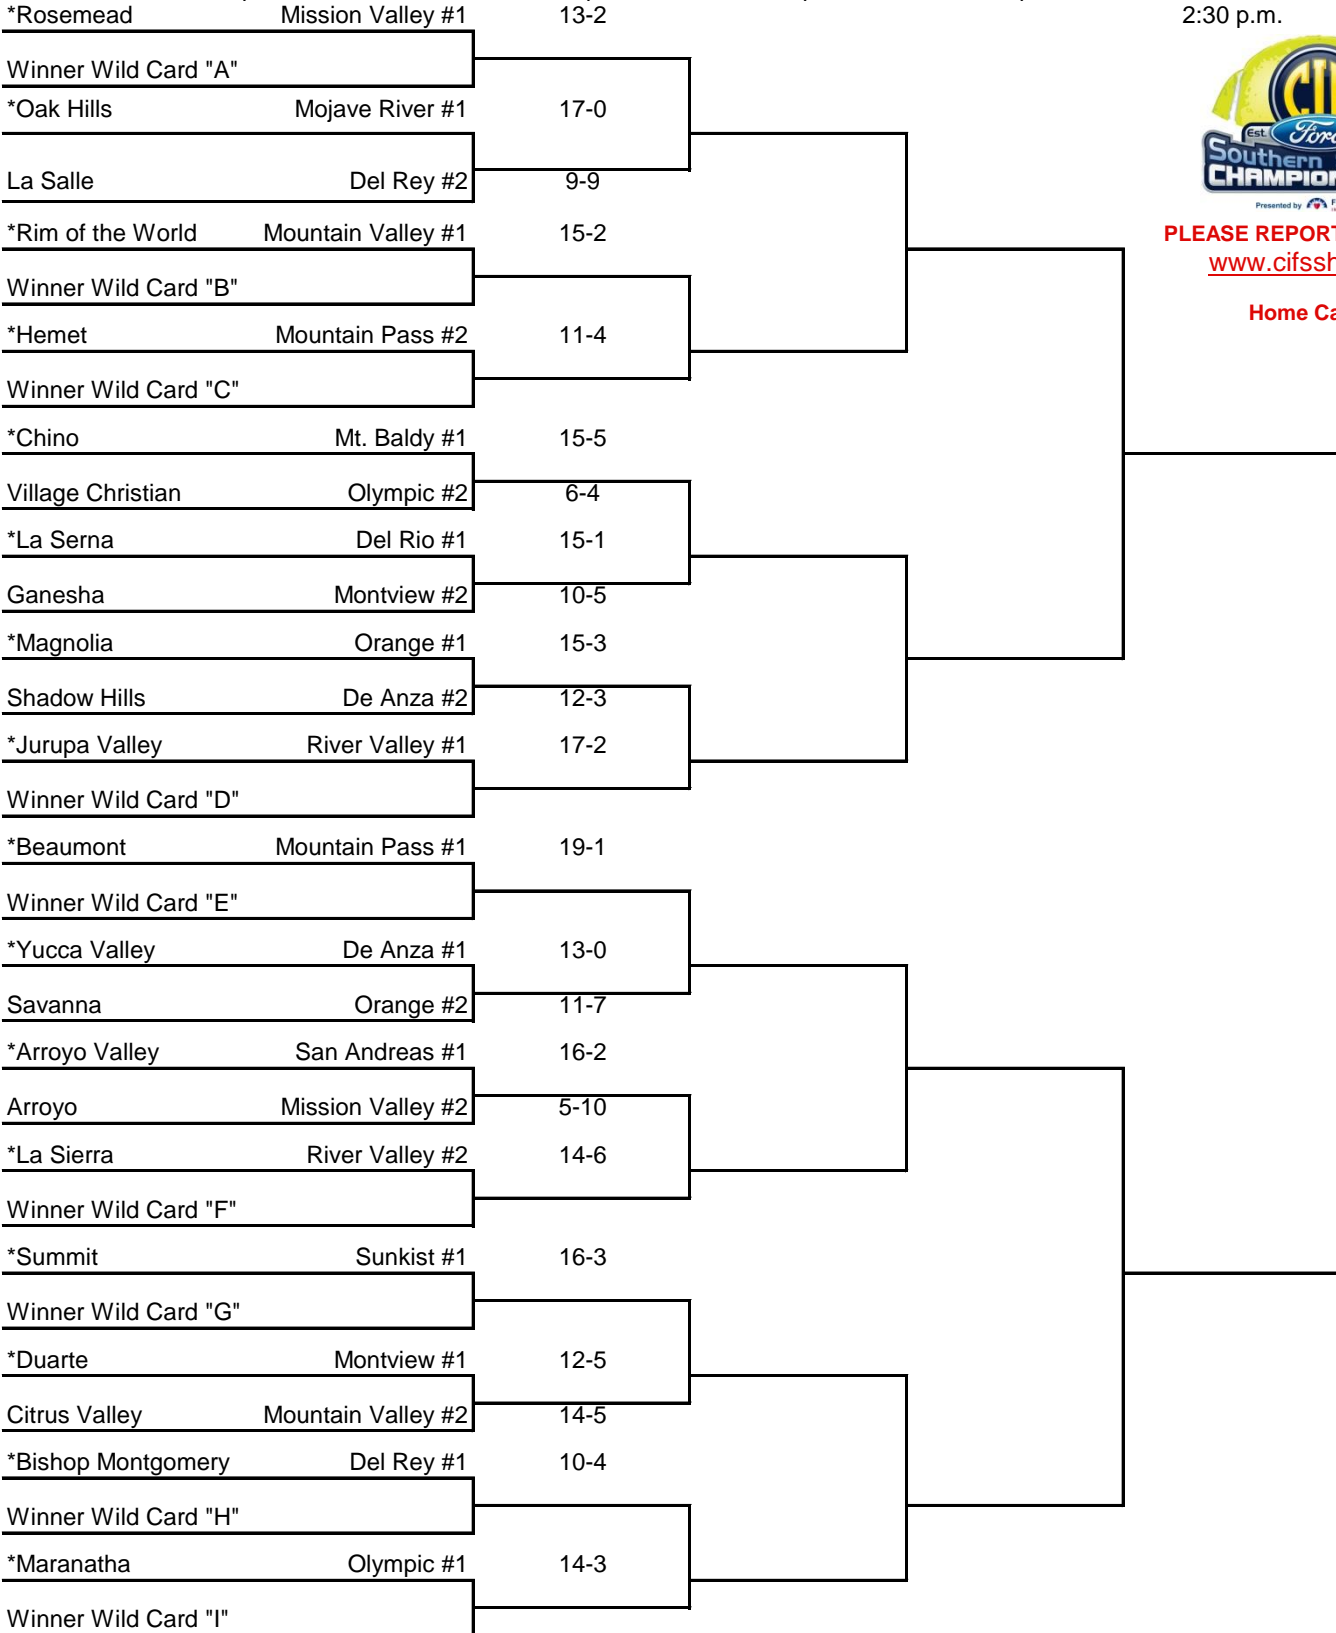 *Rosemead Mission Valley #1 13-2 2:30 p.m.
Winner Wild Card "A"
*Oak Hills Mojave River #1 17-0
Est. Ford
Southern
La Salle Del Rey #2 9-9
Presented by
*Rim of the World Mountain Valley #1 15-2
PLEASE REPORT
www.cifssh
Winner Wild Card "B"
Home Ca
*Hemet Mountain Pass #2 11-4
Winner Wild Card "C"
*Chino Mt. Baldy #1 15-5
Village Christian Olympic #2 6-4
*La Serna Del Rio #1 15-1
Ganesha Montview #2 10-5
*Magnolia Orange #1 15-3
Shadow Hills De Anza #2 12-3
*Jurupa Valley River Valley #1 17-2
Winner Wild Card "D"
*Beaumont Mountain Pass #1 19-1
Winner Wild Card "E"
*Yucca Valley De Anza #1 13-0
Savanna Orange #2 11-7
*Arroyo Valley San Andreas #1 16-2
Arroyo Mission Valley #2 5-10
*La Sierra River Valley #2 14-6
Winner Wild Card "F"
*Summit Sunkist #1 16-3
Winner Wild Card "G"
*Duarte Montview #1 12-5
Citrus Valley Mountain Valley #2 14-5
*Bishop Montgomery Del Rey #1 10-4
Winner Wild Card "H"
*Maranatha Olympic #1 14-3
Winner Wild Card "I"